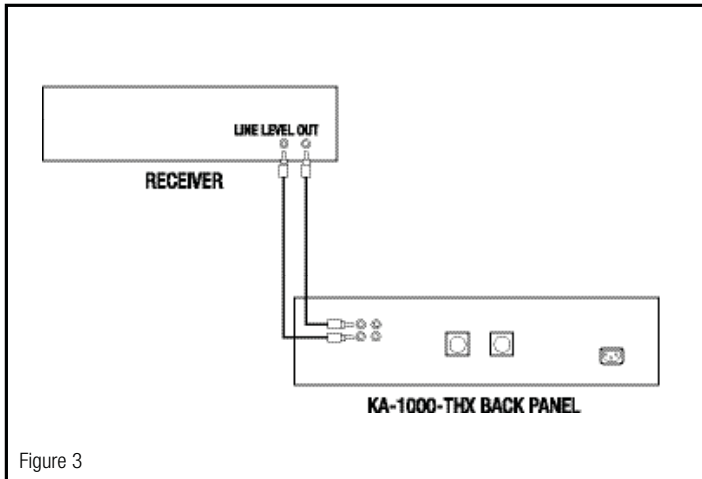 LINE LEVEL OUT
RECEIVER
KA-1000-THX BACK PANEL
Figure 3